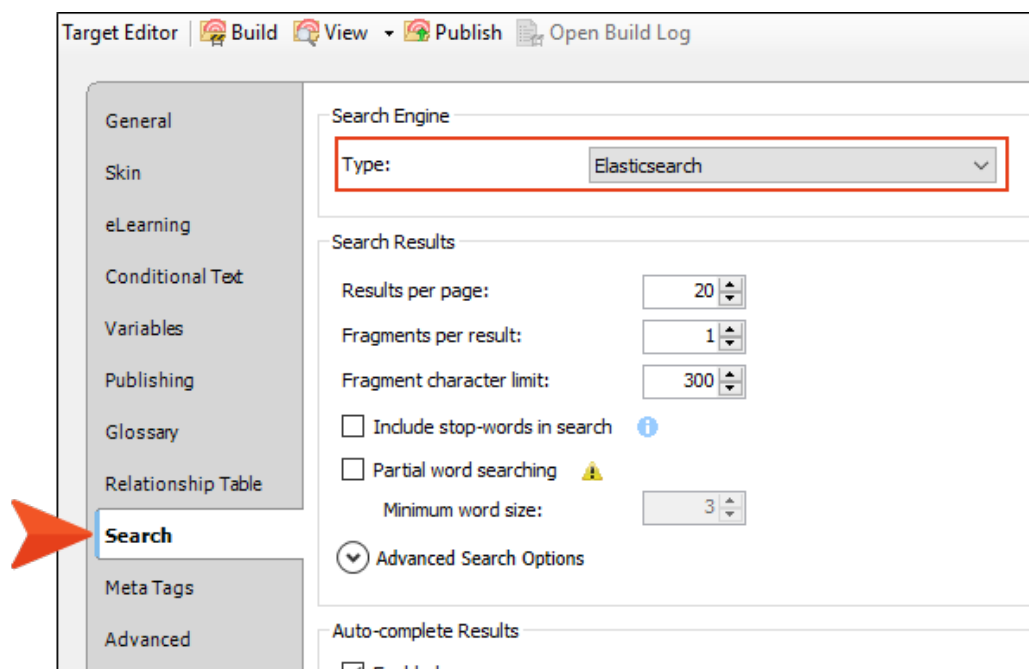 Target Editor Build View Publish Open Build Log
General
Skin
eLearning
Conditional Text
Variables
Publishing
Glossary
Relationship Table
Search
Meta Tags
Advanced
Search Engine
Type: Elasticsearch
Search Results
Results per page: 20
Fragments per result: 1
Fragment character limit: 300
Include stop-words in search
Partial word searching
Minimum word size: 3
Advanced Search Options
Auto-complete Results